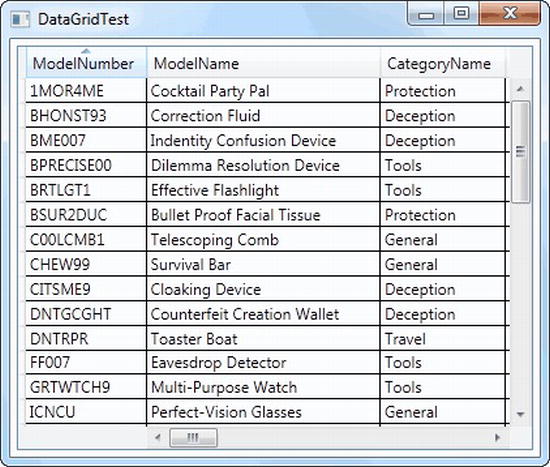 DataGridTest
ModelNumber ModelName CategoryName
1MOR4ME Cocktail Party Pal Protection
BHONST93 Correction Fluid Deception
BME007 Indentity Confusion Device Deception
BPRECISE00 Dilemma Resolution Device Tools
BRTLGT1 Effective Flashlight Tools
BSUR2DUC Bullet Proof Facial Tissue Protection
C00LCMB1 Telescoping Comb General
CHEW99 Survival Bar General
CITSME9 Cloaking Device Deception
DNTGCGHT Counterfeit Creation Wallet Deception
DNTRPR Toaster Boat Travel
FF007 Eavesdrop Detector Tools
GRTWTCH9 Multi-Purpose Watch Tools
ICNCU Perfect-Vision Glasses General